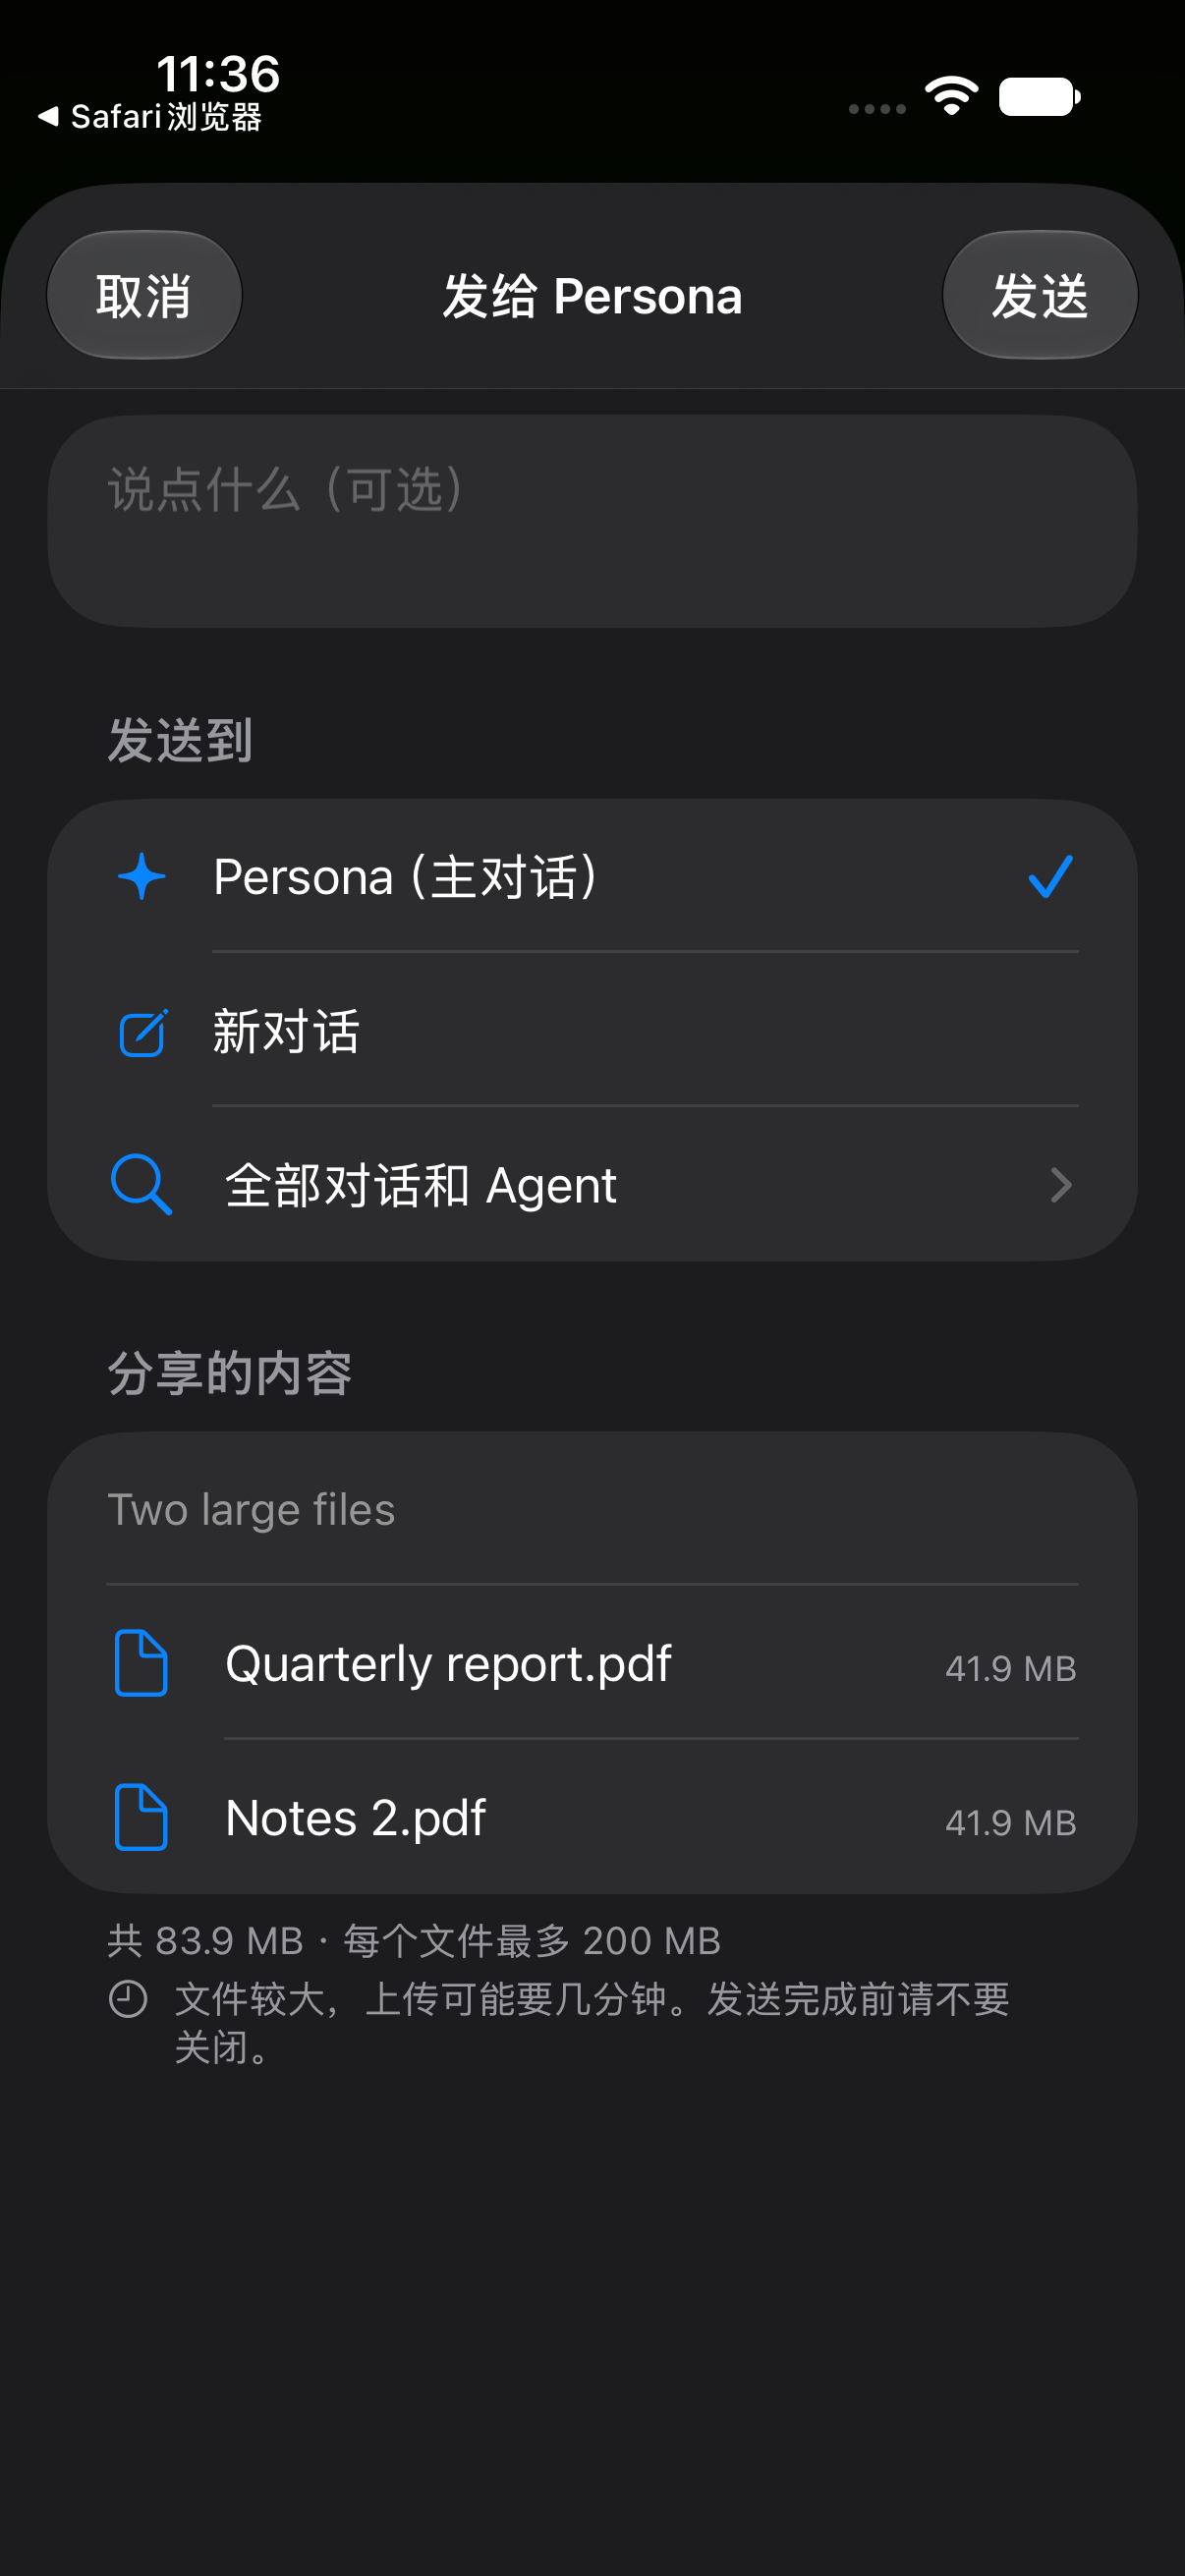 11:36
Safari浏览器
取消
发给 Persona
发送
说点什么（可选）
发送到
Persona（主对话）
新对话
全部对话和 Agent
分享的内容
Two large files
Quarterly report.pdf
41.9 MB
Notes 2.pdf
41.9 MB
共 83.9 MB · 每个文件最多 200 MB
文件较大，上传可能要几分钟。发送完成前请不要
关闭。